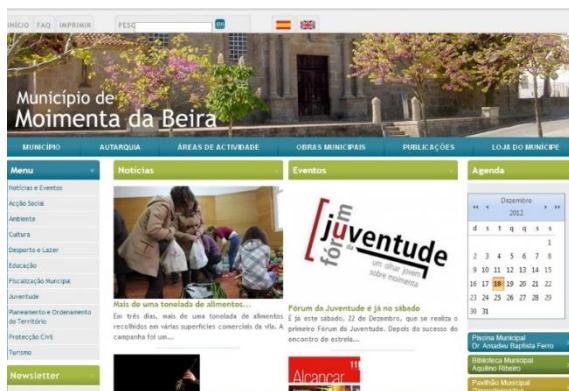 INÍCIO FAQ IMPRIMIR PESQ
Município de
Moimenta da Beira
MUNICÍPIO AUTARQUIA ÁREAS DE ACTIVIDADE OBRAS MUNICIPAIS PUBLICAÇÕES LOJA DO MUNÍCIPE
Menu
Notícias e Eventos
Acção Social
Ambiente
Cultura
Desporto e Lazer
Educação
Fiscalização Municipal
Juventude
Planeamento e Ordenamento
do Território
Protecção Civil
Turismo
Newsletter
Notícias
Mais de uma tonelada de alimentos...
Em três dias, mais de uma tonelada de alimentos
recolhidos em várias superfícies comerciais da vila. A
campanha foi um...
Eventos
fórum
da
juventude
um olhar jovem
sobre moimenta
Fórum da Juventude é já no sábado
É já este sábado, 22 de Dezembro, que se realiza o
primeiro Fórum da Juventude. Depois do sucesso do
encontro de estrela...
Alcançar
Agenda
Dezembro
2012
d s t q q s s
1
2 3 4 5 6 7 8
9 10 11 12 13 14 15
16 17 18 19 20 21 22
23 24 25 26 27 28 29
30 31
Piscina Municipal
Dr. Amadeu Baptista Ferro
Biblioteca Municipal
Aquilino Ribeiro
Pavilhão Municipal